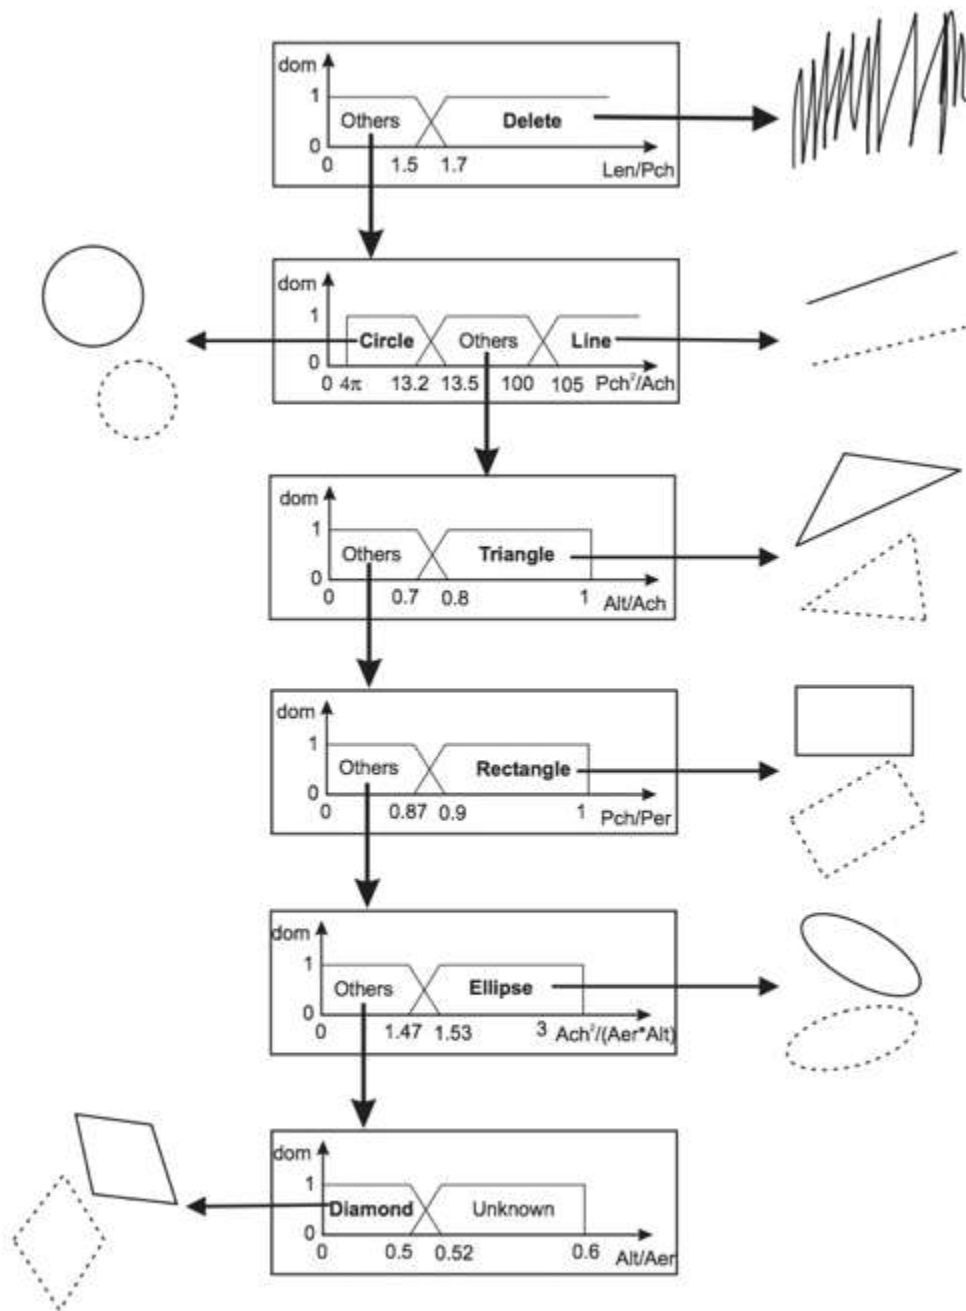 dom
1
Others
Delete
0
0
1.5
1.7
Len/Pch
dom
1
Circle
Others
Line
0
0
4π
13.2
13.5
100
105
Pch²/Ach
dom
1
Others
Triangle
0
0
0.7
0.8
1
Alt/Ach
dom
1
Others
Rectangle
0
0
0.87
0.9
1
Pch/Per
dom
1
Others
Ellipse
0
0
1.47
1.53
3
Ach²/(Aer*Alt)
dom
1
Diamond
Unknown
0
0
0.5
0.52
0.6
Alt/Aer